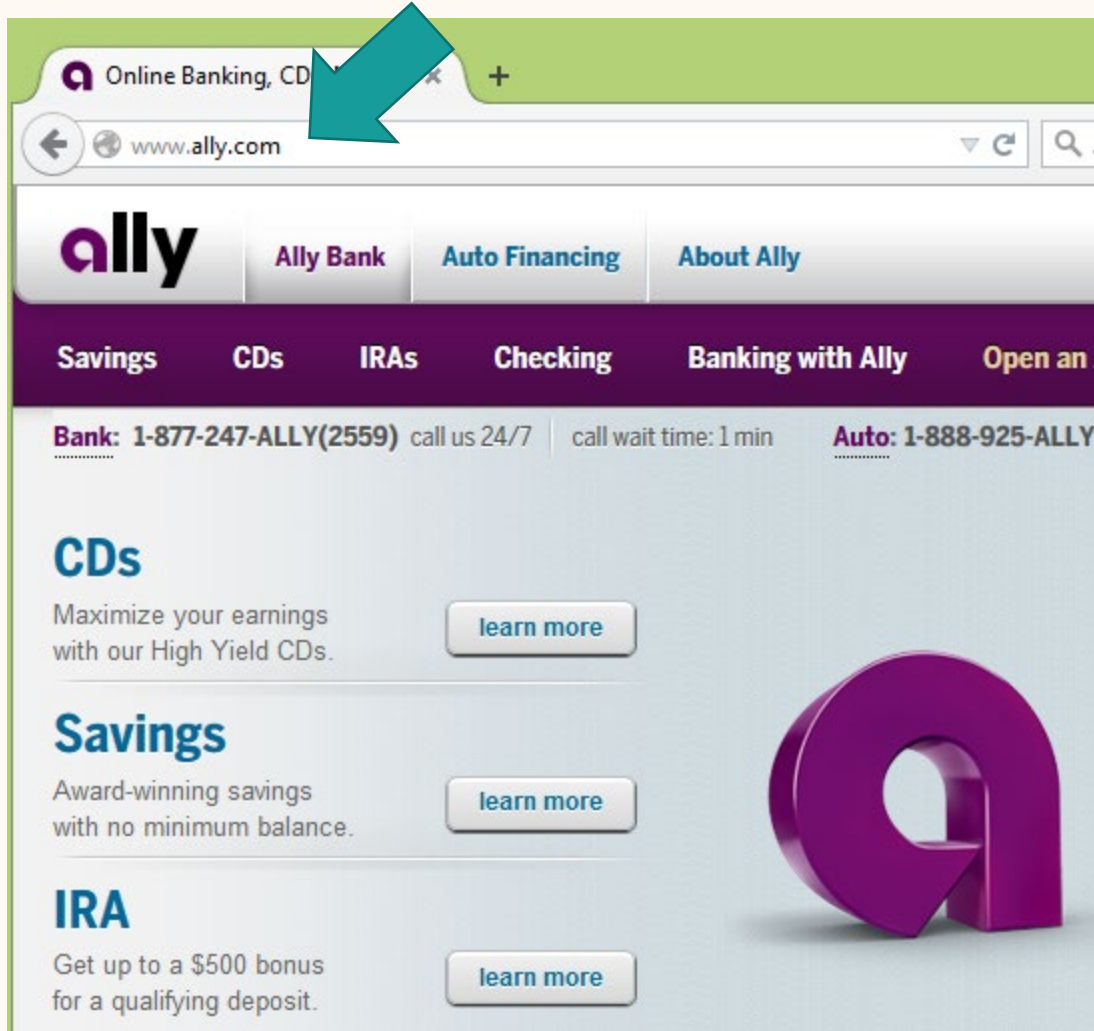 Online Banking, CD
www.ally.com
ally
Ally Bank Auto Financing About Ally
Savings CDs IRAs Checking Banking with Ally Open an
Bank: 1-877-247-ALLY(2559) call us 24/7 call wait time: 1 min Auto: 1-888-925-ALLY
CDs
Maximize your earnings
with our High Yield CDs.
learn more
Savings
Award-winning savings
with no minimum balance.
learn more
IRA
Get up to a $500 bonus
for a qualifying deposit.
learn more